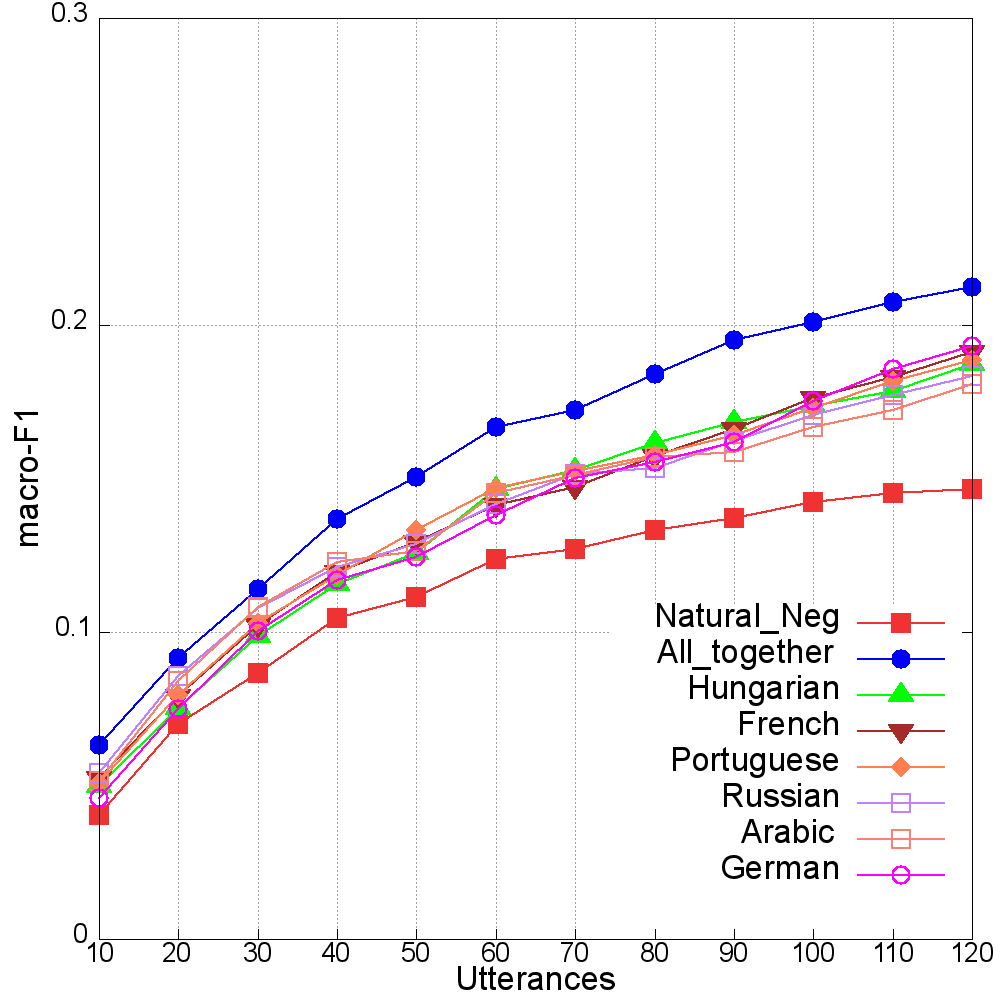 0.3
0.2
0.1
0
macro-F1
Natural_Neg
All_together
Hungarian
French
Portuguese
Russian
Arabic
German
10 20 30 40 50 60 70 80 90 100 110 120
Utterances